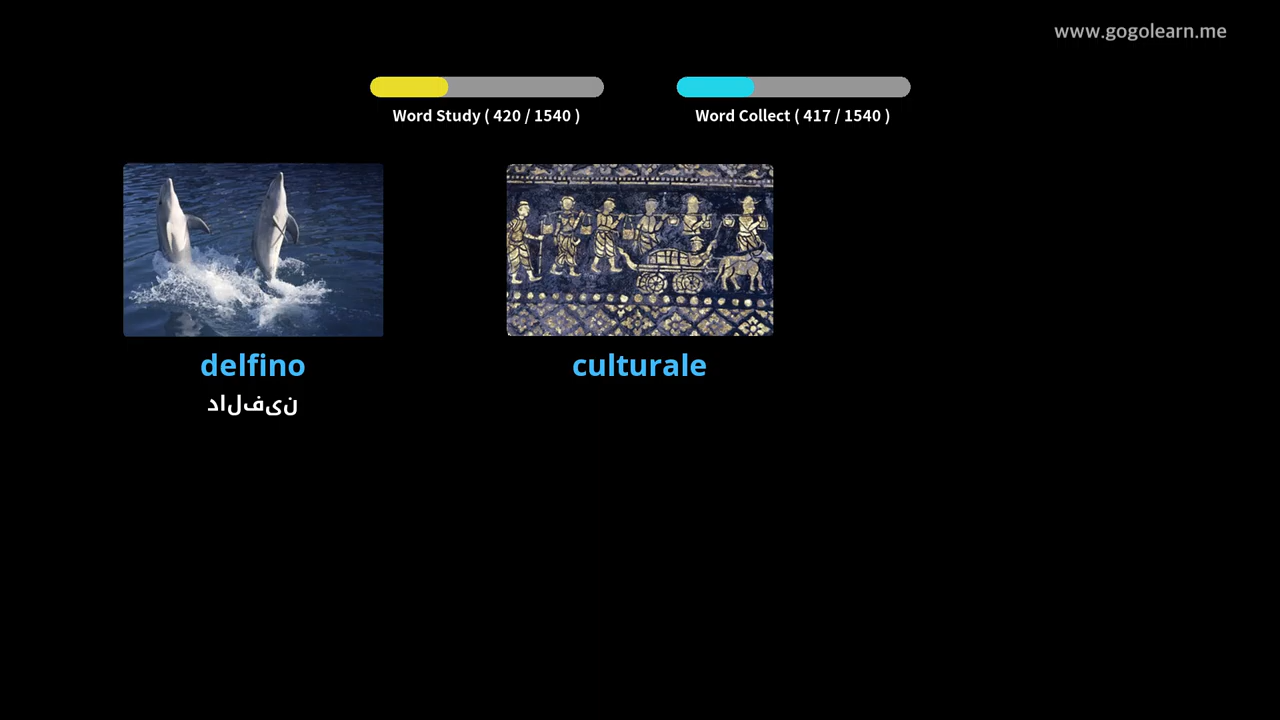 www.gogolearn.me
Word Study ( 420 / 1540 )
Word Collect ( 417 / 1540 )
delfino
دالفین
culturale